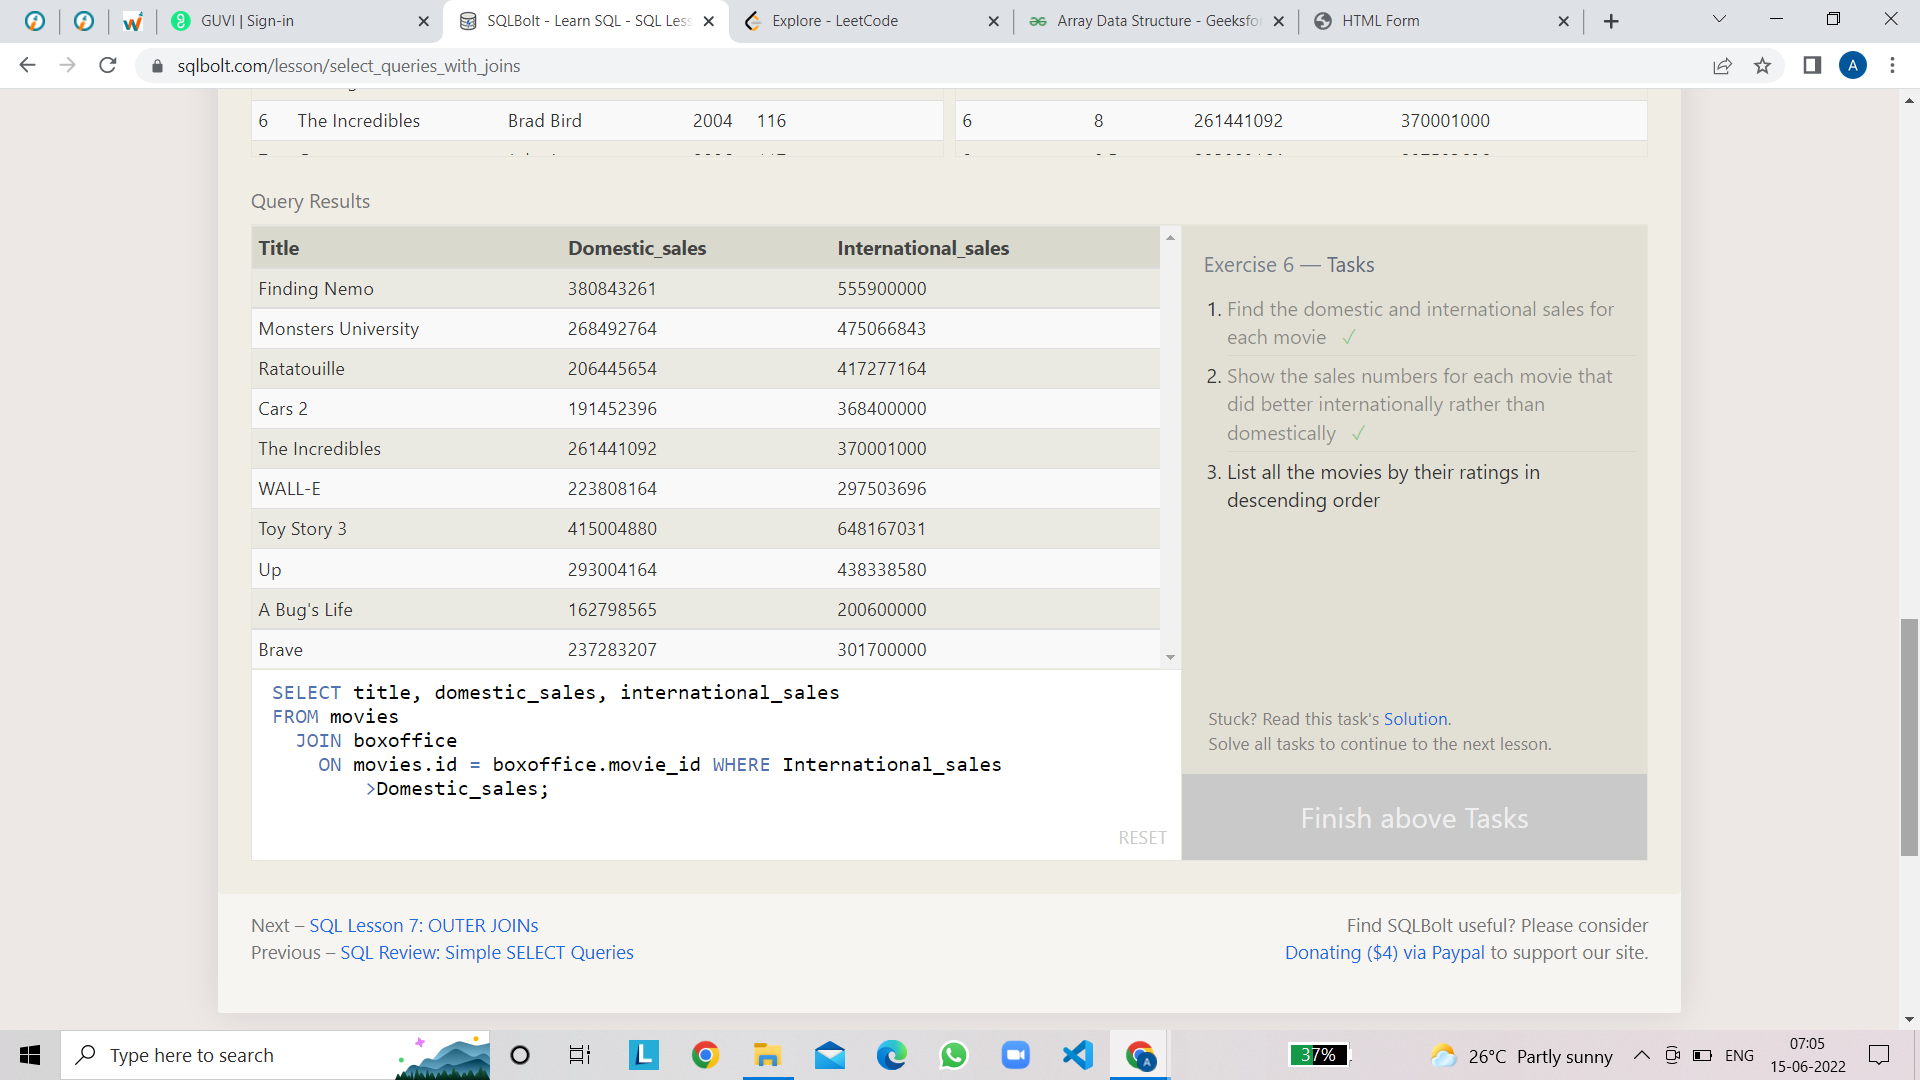 GUVI | Sign-in
SQLBolt - Learn SQL - SQL Less
Explore - LeetCode
Array Data Structure - Geeksfor
HTML Form
sqlbolt.com/lesson/select_queries_with_joins
A
6 The Incredibles Brad Bird 2004 116
6 8 261441092 370001000
Query Results
Title Domestic_sales International_sales
Finding Nemo 380843261 555900000
Monsters University 268492764 475066843
Ratatouille 206445654 417277164
Cars 2 191452396 368400000
The Incredibles 261441092 370001000
WALL-E 223808164 297503696
Toy Story 3 415004880 648167031
Up 293004164 438338580
A Bug's Life 162798565 200600000
Brave 237283207 301700000
SELECT title, domestic_sales, international_sales
FROM movies
JOIN boxoffice
ON movies.id = boxoffice.movie_id WHERE International_sales
>Domestic_sales;
RESET
Exercise 6 — Tasks
1. Find the domestic and international sales for
each movie ✓
2. Show the sales numbers for each movie that
did better internationally rather than
domestically ✓
3. List all the movies by their ratings in
descending order
Stuck? Read this task's Solution.
Solve all tasks to continue to the next lesson.
Finish above Tasks
Next – SQL Lesson 7: OUTER JOINs
Previous – SQL Review: Simple SELECT Queries
Find SQLBolt useful? Please consider
Donating ($4) via Paypal to support our site.
Type here to search
L
A
37%
26°C Partly sunny
ENG
07:05
15-06-2022